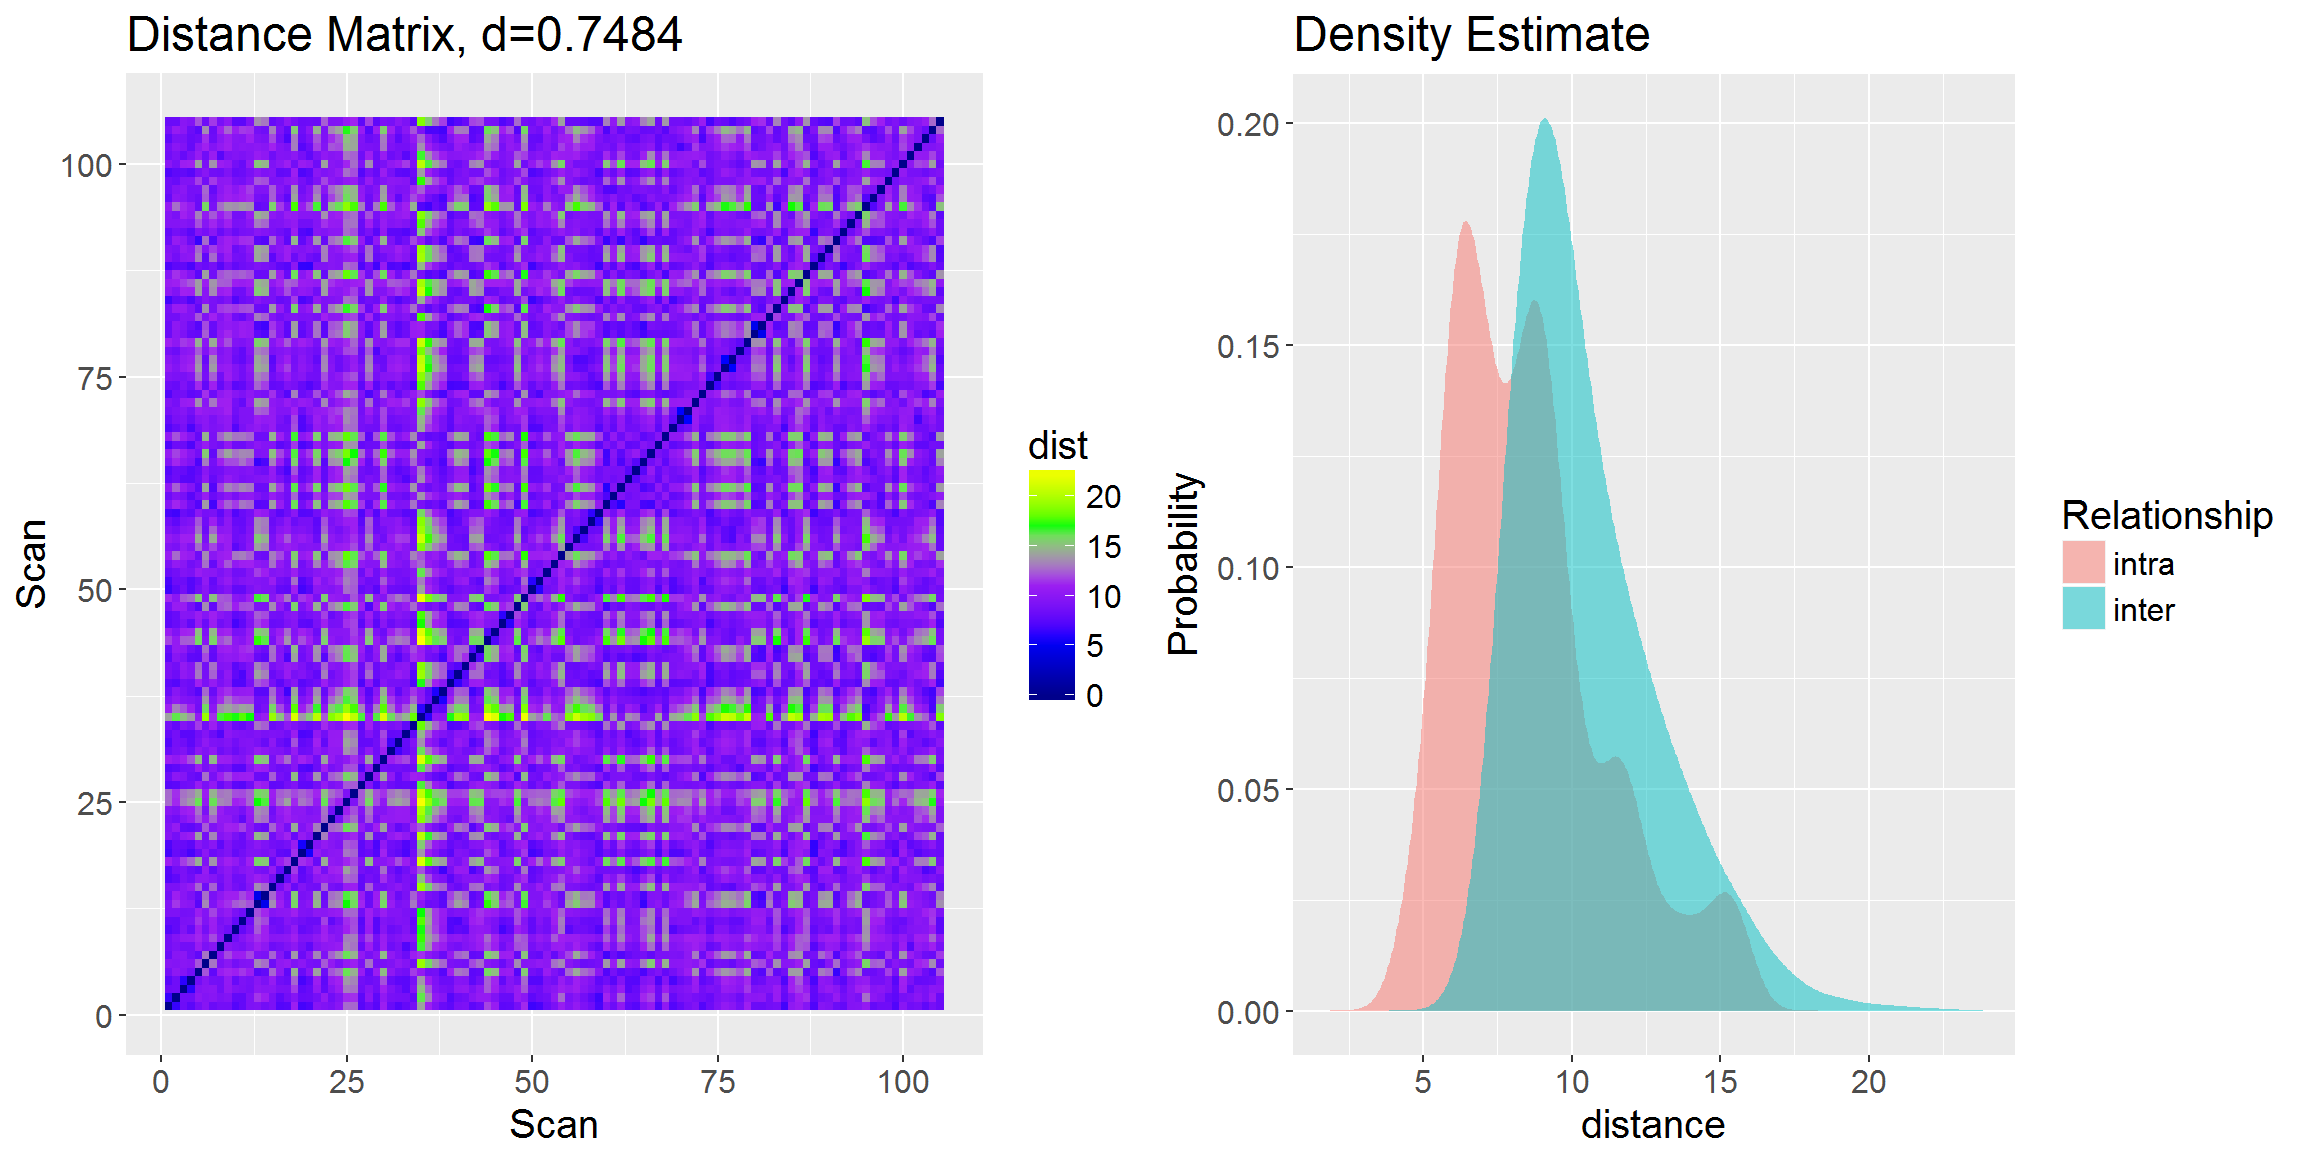 Distance Matrix, d=0.7484
Scan
100
75
50
25
0
0 25 50 75 100
Scan
dist
20
15
10
5
0
Density Estimate
Probability
0.20
0.15
0.10
0.05
0.00
5 10 15 20
distance
Relationship
intra
inter